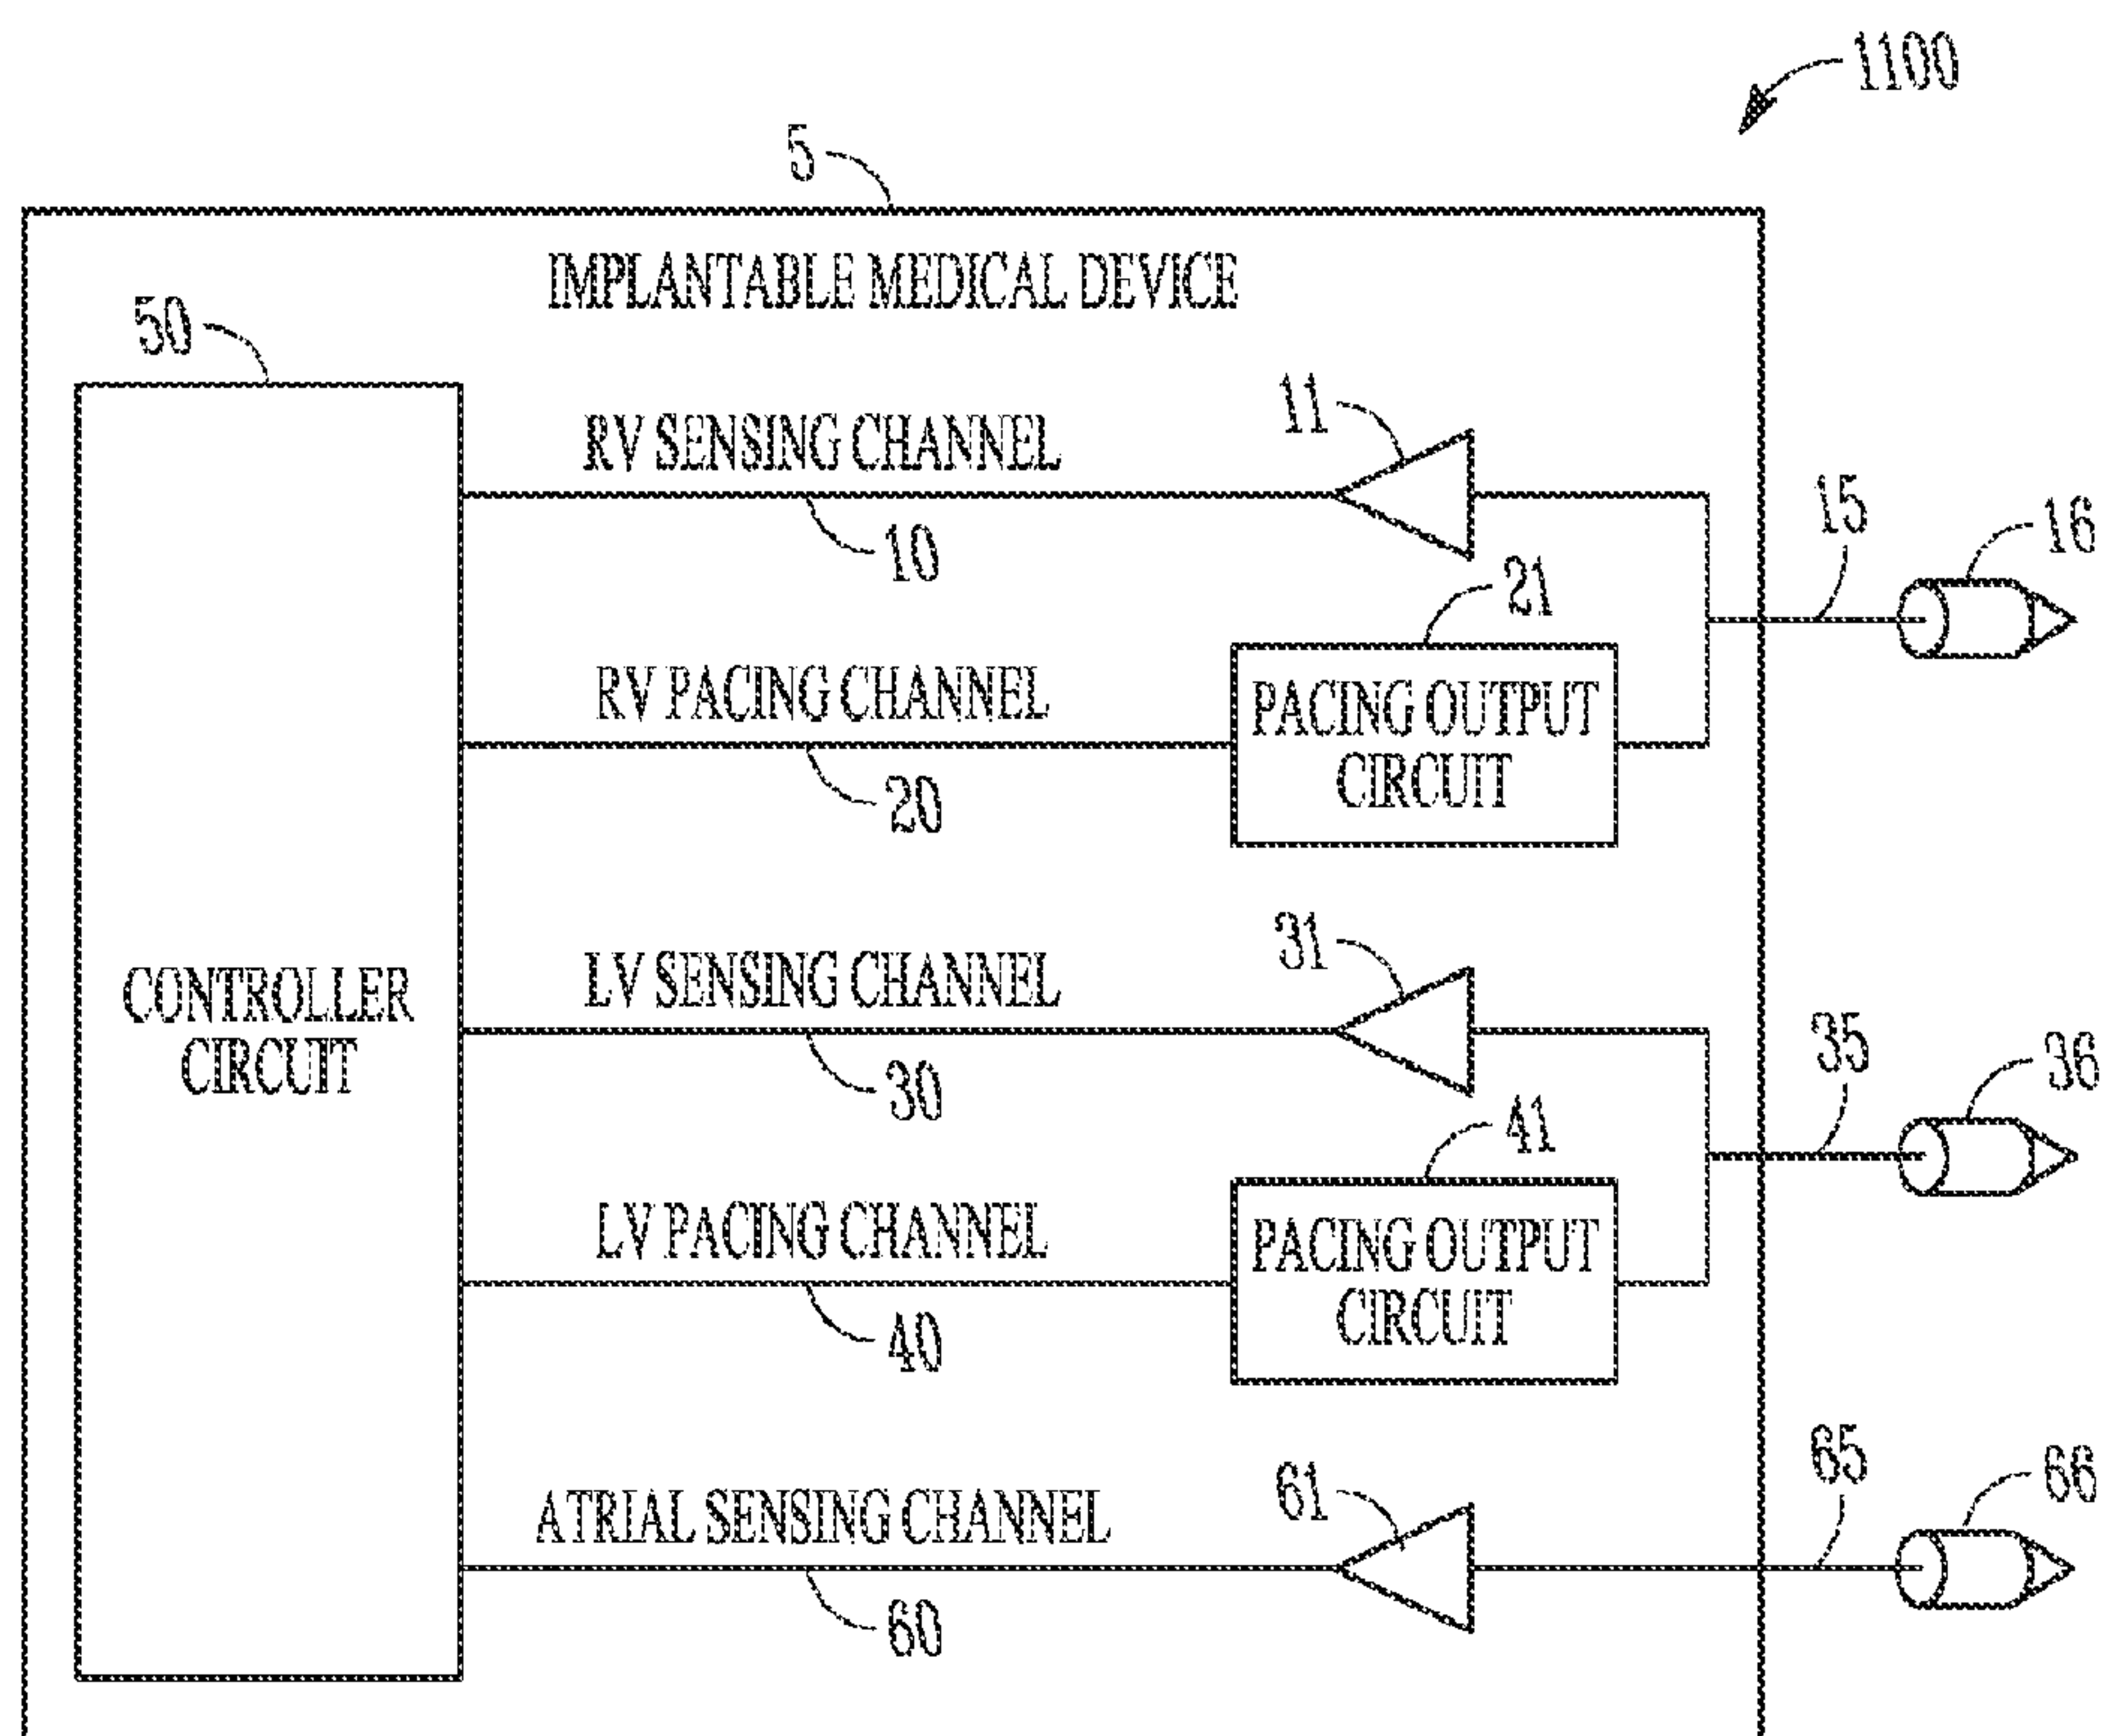 1100
5
IMPLANTABLE MEDICAL DEVICE
50
RV SENSING CHANNEL
11
10
15
16
RV PACING CHANNEL
21
PACING OUTPUT
CIRCUIT
20
CONTROLLER
CIRCUIT
LV SENSING CHANNEL
31
30
35
36
LV PACING CHANNEL
41
PACING OUTPUT
CIRCUIT
40
ATRIAL SENSING CHANNEL
61
60
65
66